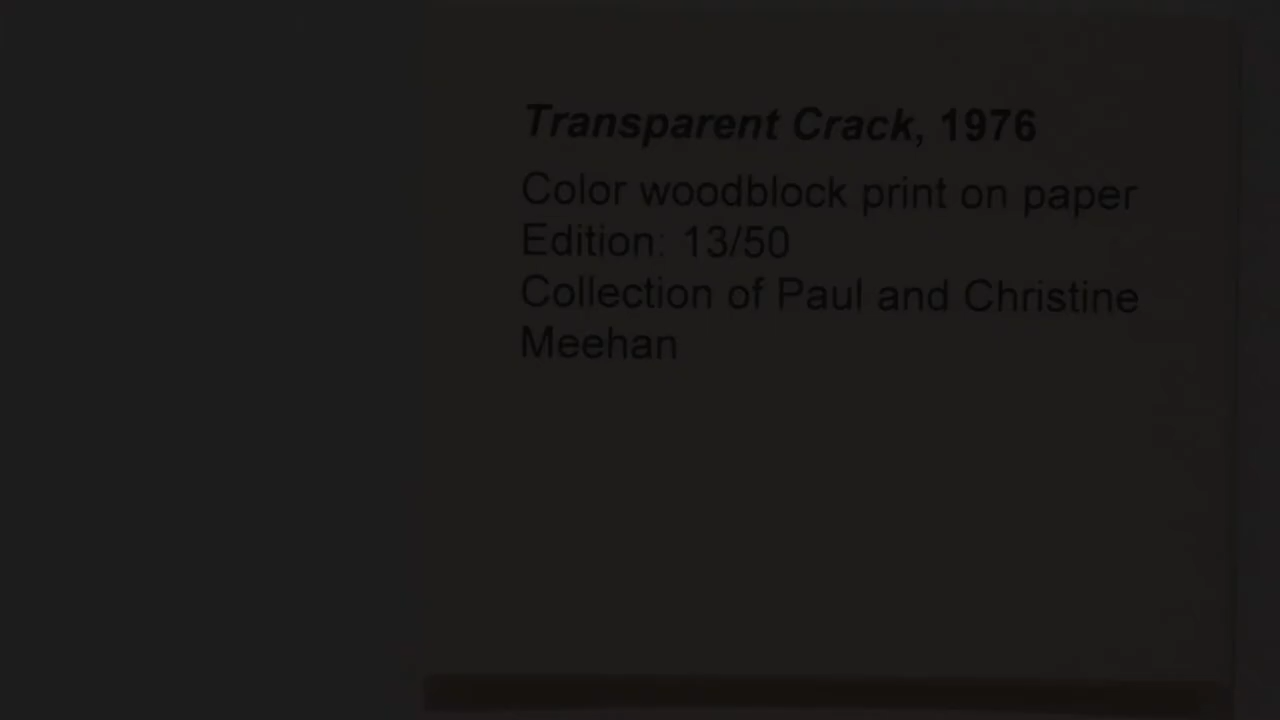 Transparent Crack, 1976
Color woodblock print on paper
Edition: 13/50
Collection of Paul and Christine
Meehan